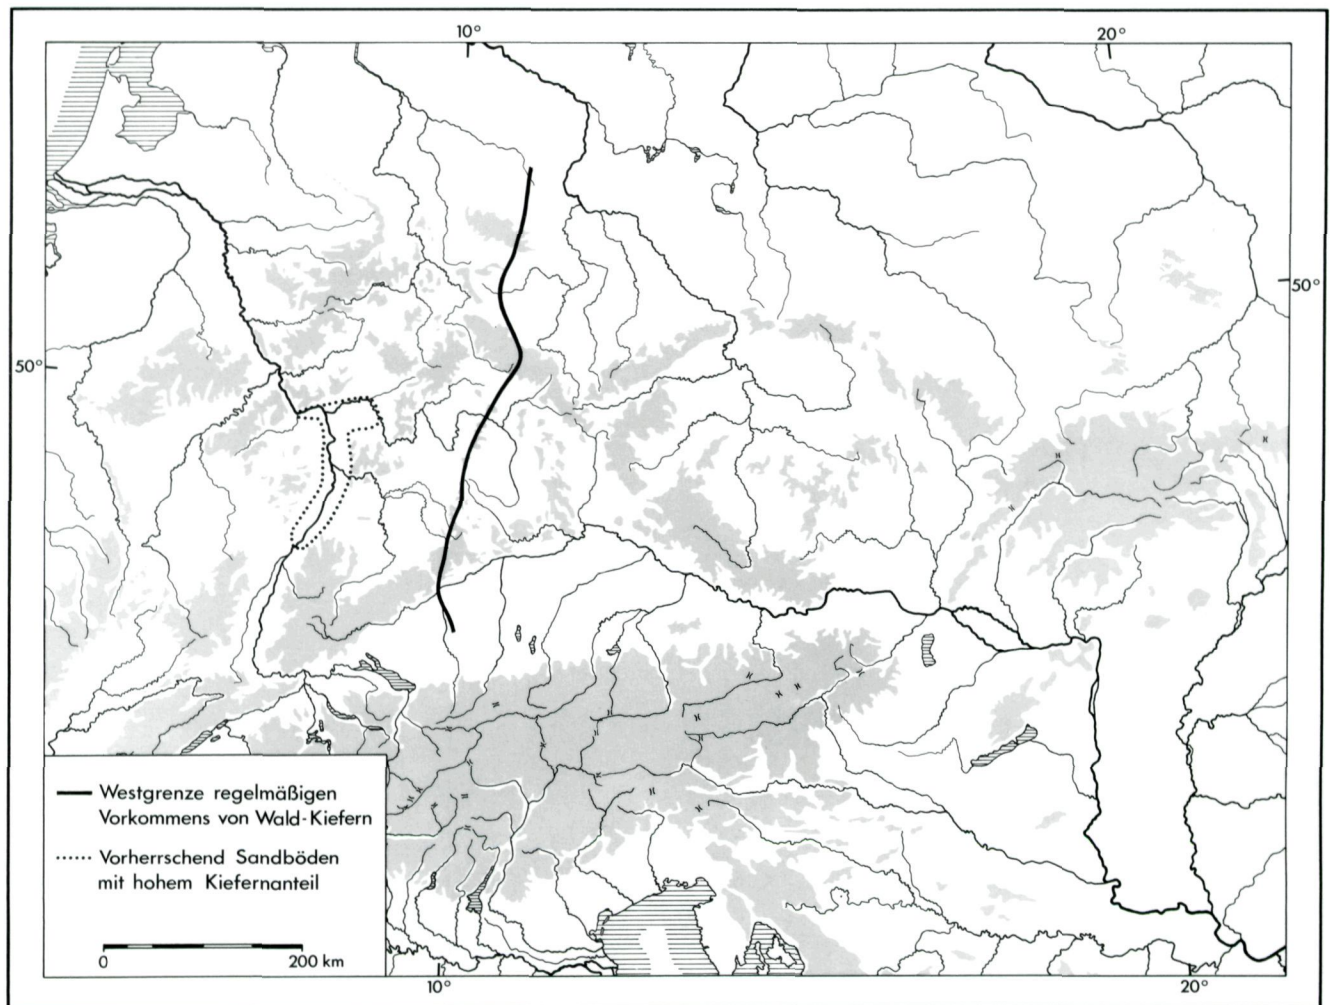 10°
20°
50°
50°
Westgrenze regelmäßigen
Vorkommens von Wald-Kiefern
Vorherrschend Sandböden
mit hohem Kiefernanteil
0
200 km
10°
20°